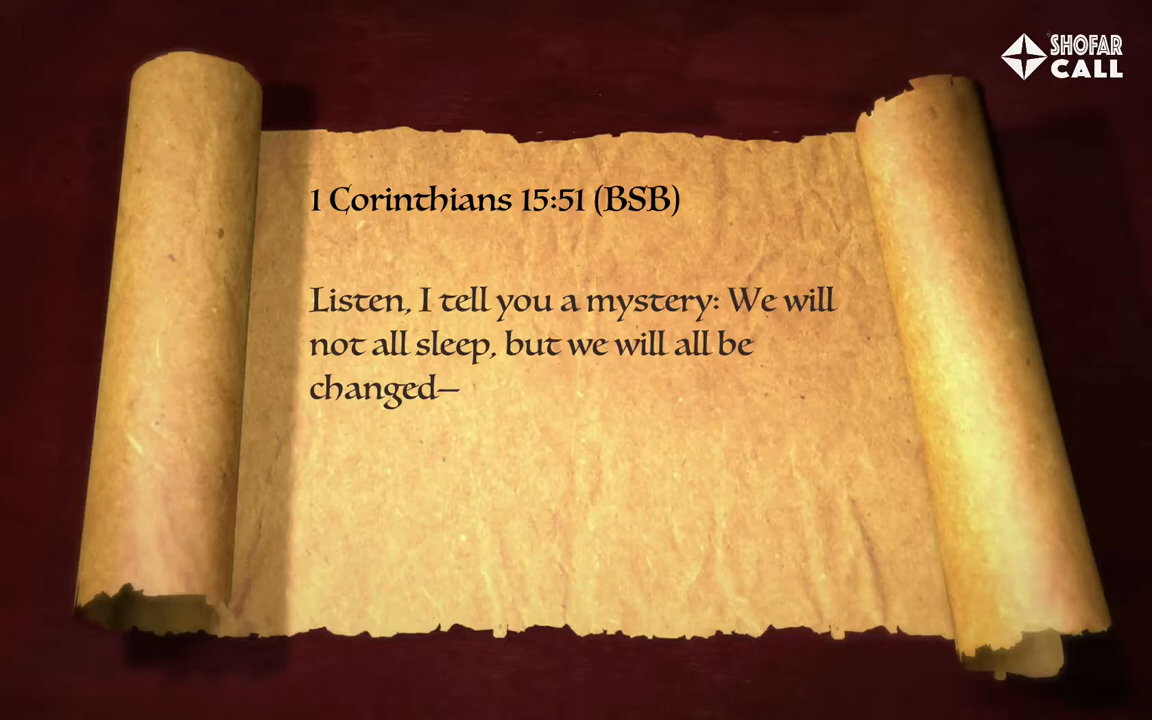 SHOFAR
CALL
1 Corinthians 15:51 (BSB)
Listen, I tell you a mystery: We will
not all sleep, but we will all be
changed—